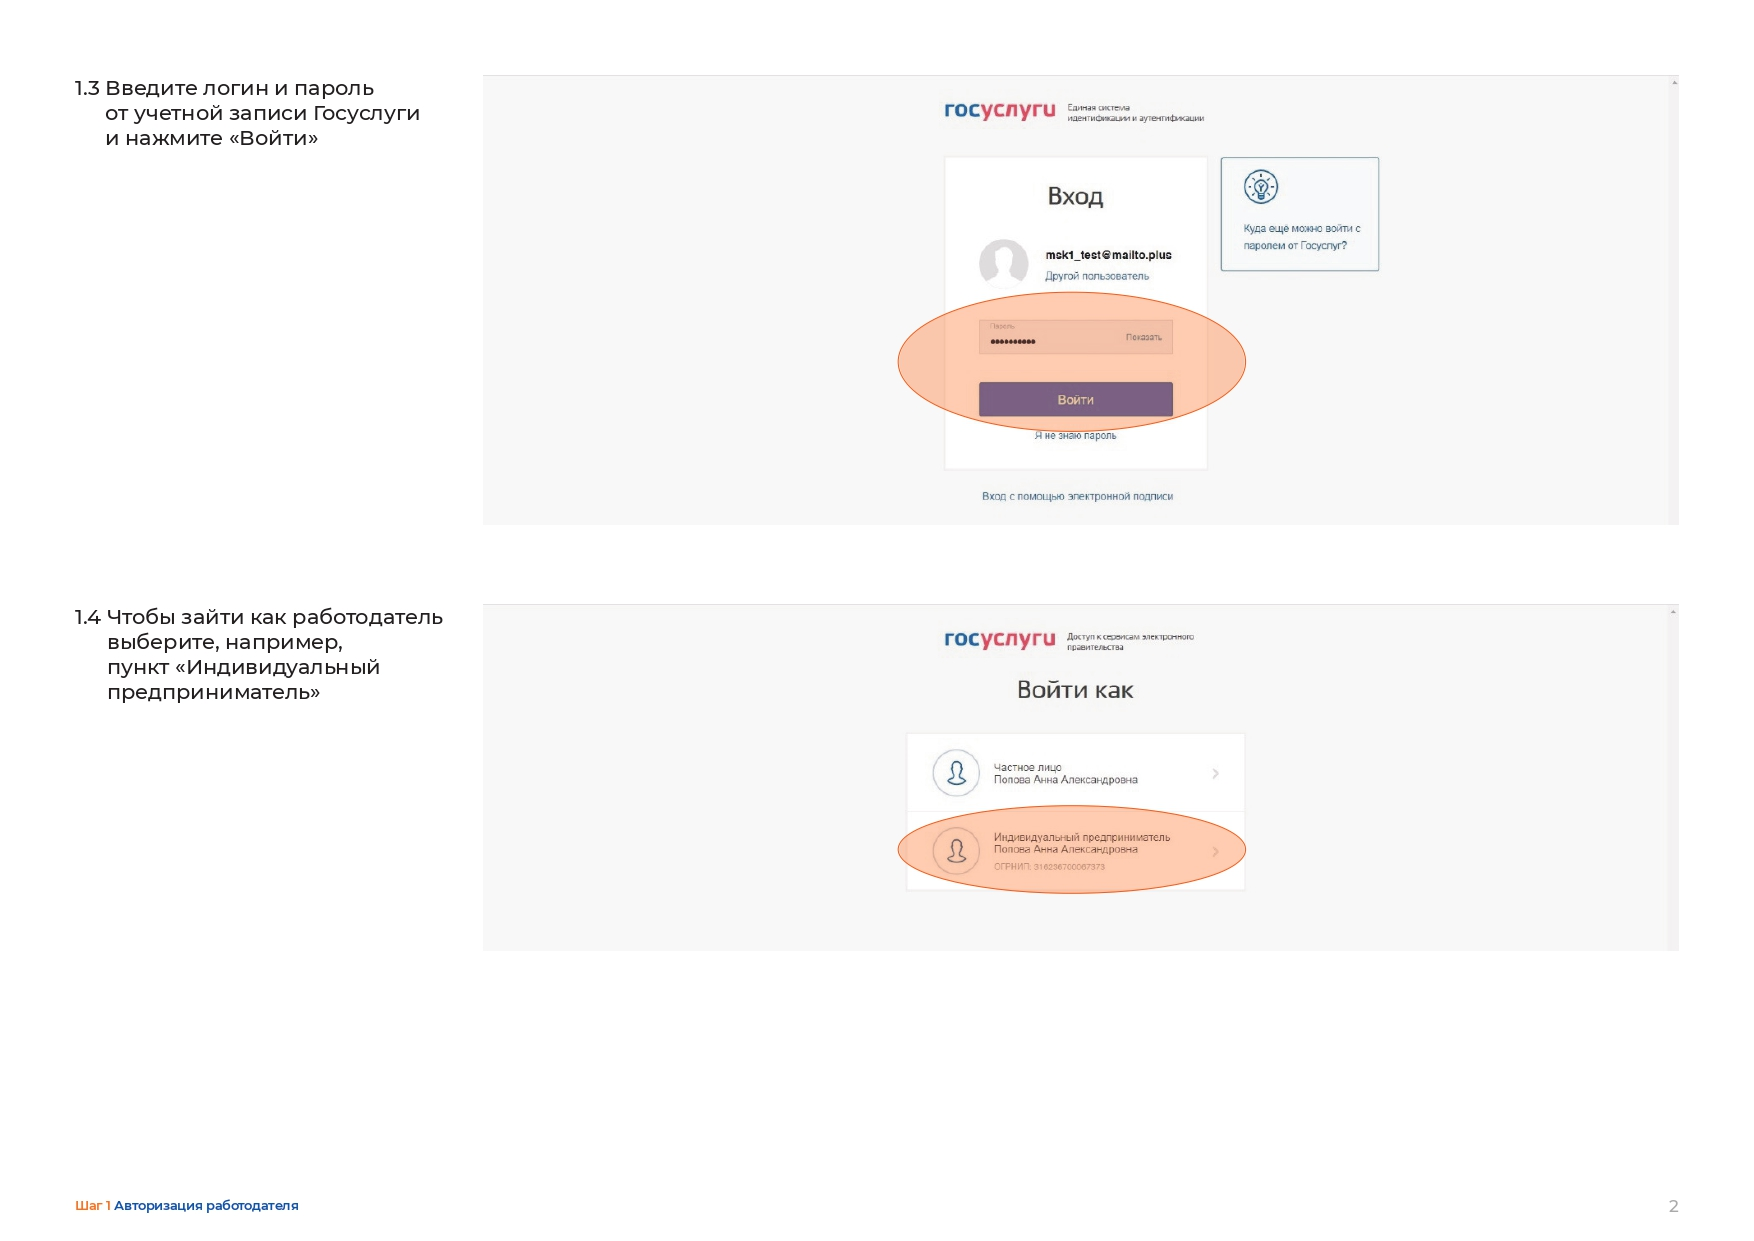 1.3 Введите логин и пароль
от учетной записи Госуслуги
и нажмите «Войти»
госуслуги
Единая система
идентификации и аутентификации
Вход
msk1_test@mailto.plus
Другой пользователь
Пароль
••••••••••
Показать
Войти
Я не знаю пароль
Вход с помощью электронной подписи
Куда ещё можно войти с
паролем от Госуслуг?
1.4 Чтобы зайти как работодатель
выберите, например,
пункт «Индивидуальный
предприниматель»
госуслуги
Доступ к сервисам электронного
правительства
Войти как
Частное лицо
Попова Анна Александровна
Индивидуальный предприниматель
Попова Анна Александровна
ОГРНИП:
Шаг 1 Авторизация работодателя
2